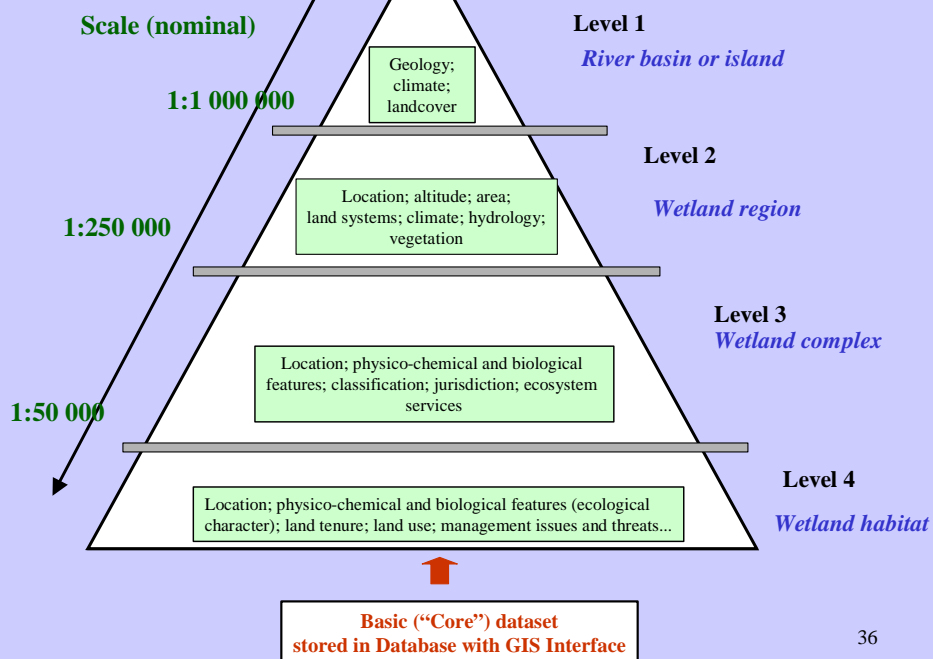 Scale (nominal)
Level 1
River basin or island
Geology;
climate;
landcover
1:1 000 000
Level 2
Wetland region
Location; altitude; area;
land systems; climate; hydrology;
vegetation
1:250 000
Level 3
Wetland complex
Location; physico-chemical and biological
features; classification; jurisdiction; ecosystem
services
1:50 000
Level 4
Wetland habitat
Location; physico-chemical and biological features (ecological
character); land tenure; land use; management issues and threats...
Basic (“Core”) dataset
stored in Database with GIS Interface
36